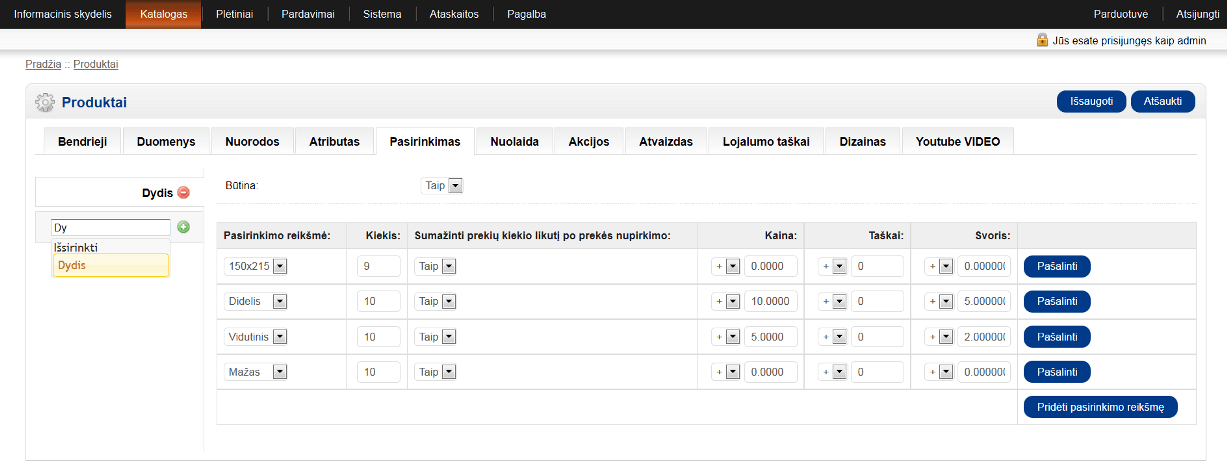 Informacinis skydelis Katalogas Plėtiniai Pardavimai Sistema Ataskaitos Pagalba Parduotuvė Atsijungti
Jūs esate prisijungęs kaip admin
Pradžia :: Produktai
Produktai Išsaugoti Atšaukti
Bendrieji Duomenys Nuorodos Atributas Pasirinkimas Nuolaida Akcijos Atvaizdas Lojalumo taškai Dizainas Youtube VIDEO
Dydis Būtina: Taip
Dy
Išsirinkti
Dydis
Pasirinkimo reikšmė: Kiekis: Sumažinti prekių kiekio likutį po prekės nupirkimo: Kaina: Taškai: Svoris:
150x215 9 Taip + 0.0000 + 0 + 0.000000 Pašalinti
Didelis 10 Taip + 10.0000 + 0 + 5.000000 Pašalinti
Vidutinis 10 Taip + 5.0000 + 0 + 2.000000 Pašalinti
Mažas 10 Taip + 0.0000 + 0 + 0.000000 Pašalinti
Pridėti pasirinkimo reikšmę